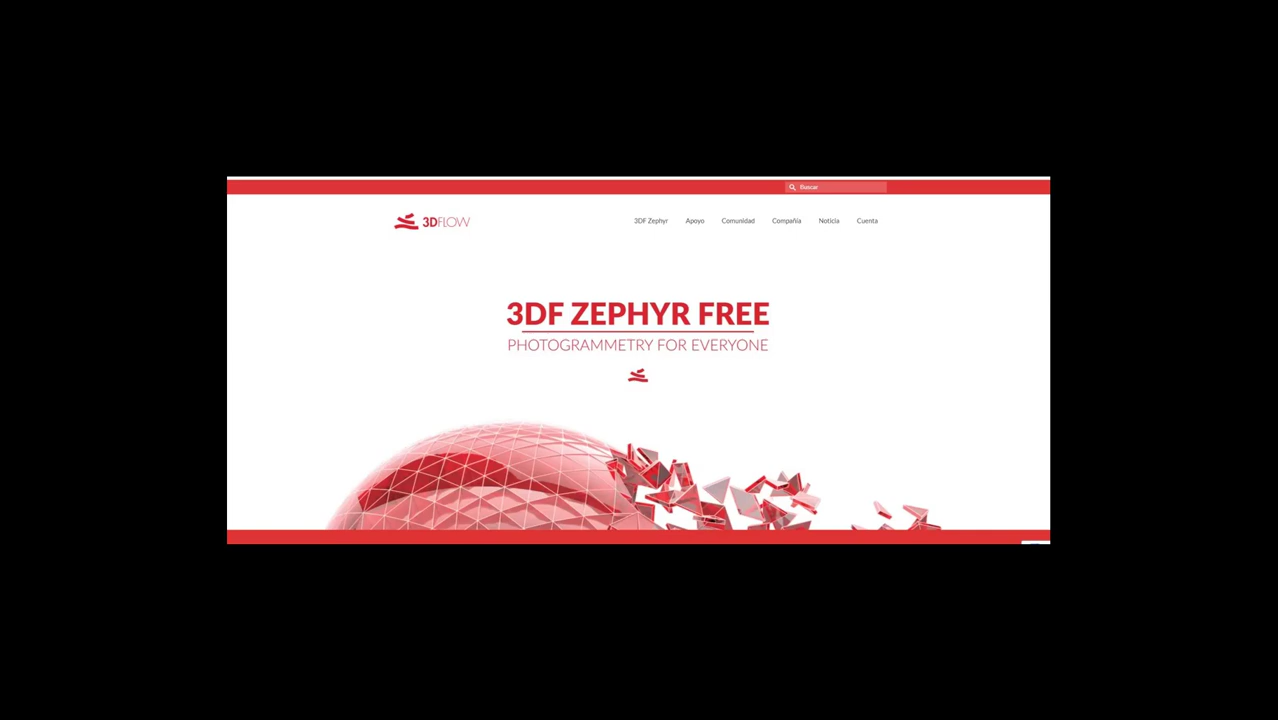 Buscar
3DFLOW
3DF Zephyr Apoyo Comunidad Compañía Noticia Cuenta
3DF ZEPHYR FREE
PHOTOGRAMMETRY FOR EVERYONE